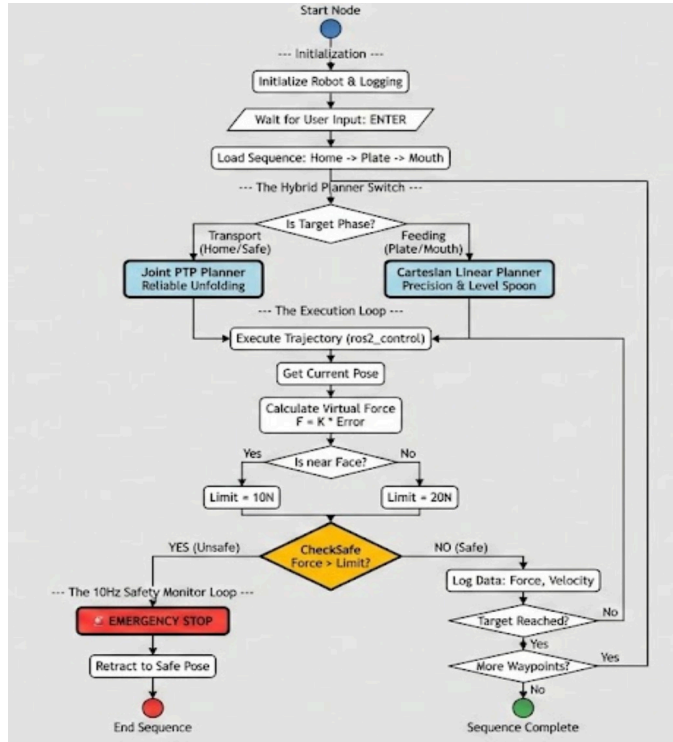 Start Node
--- Initialization ---
Initialize Robot & Logging
Wait for User Input: ENTER
Load Sequence: Home -> Plate -> Mouth
--- The Hybrid Planner Switch ---
Is Target Phase?
Transport
(Home/Safe)
Feeding
(Plate/Mouth)
Joint PTP Planner
Reliable Unfolding
Cartesian Linear Planner
Precision & Level Spoon
--- The Execution Loop ---
Execute Trajectory (ros2_control)
Get Current Pose
Calculate Virtual Force
F = K * Error
Yes
Is near Face?
No
Limit = 10N
Limit = 20N
YES (Unsafe)
CheckSafe
Force > Limit?
NO (Safe)
--- The 10Hz Safety Monitor Loop ---
EMERGENCY STOP
Retract to Safe Pose
End Sequence
Log Data: Force, Velocity
Target Reached?
No
Yes
More Waypoints?
Yes
No
Sequence Complete